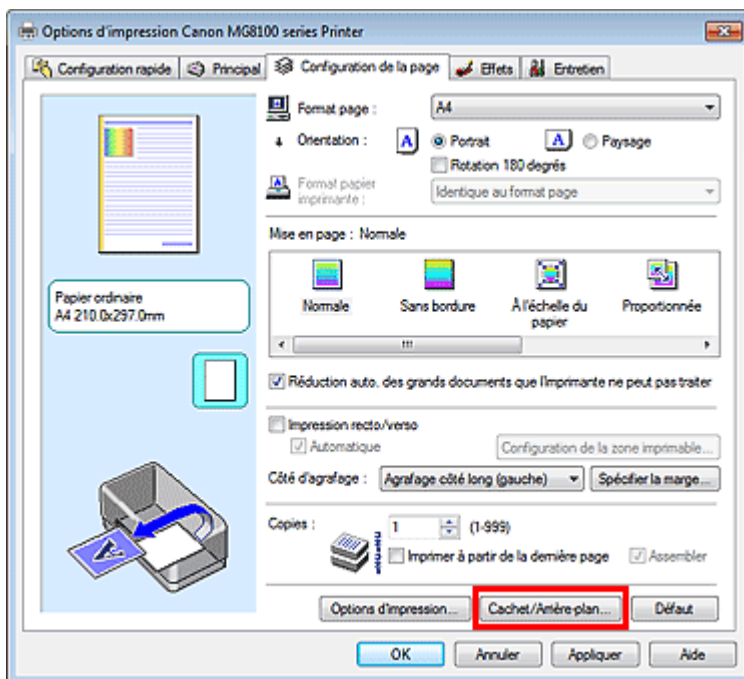 Options d'impression Canon MG8100 series Printer
Configuration rapide Principal Configuration de la page Effets Entretien
Format page : A4
Orientation : A Portrait A Paysage
Rotation 180 degrés
Format papier imprimante : Identique au format page
Mise en page : Normale
Normale Sans bordure À l'échelle du papier Proportionnée
Papier ordinaire
A4 210.0x297.0mm
Réduction auto. des grands documents que l'imprimante ne peut pas traiter
Impression recto/verso
Automatique Configuration de la zone imprimable...
Côté d'agrafage : Agrafage côté long (gauche) Spécifier la marge...
Copies : 1 (1-999)
Imprimer à partir de la dernière page Assembler
Options d'impression... Cachet/Arrière-plan... Défaut
OK Annuler Appliquer Aide